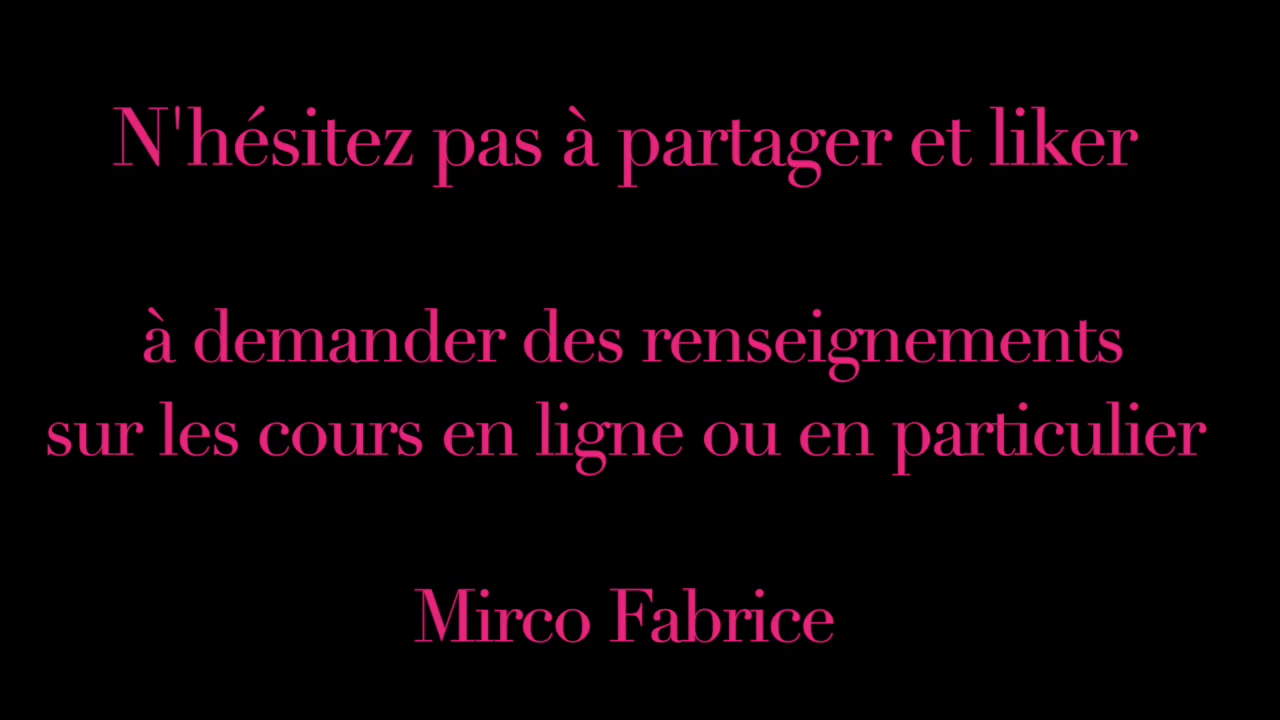 N'hésitez pas à partager et liker
à demander des renseignements
sur les cours en ligne ou en particulier
Mirco Fabrice